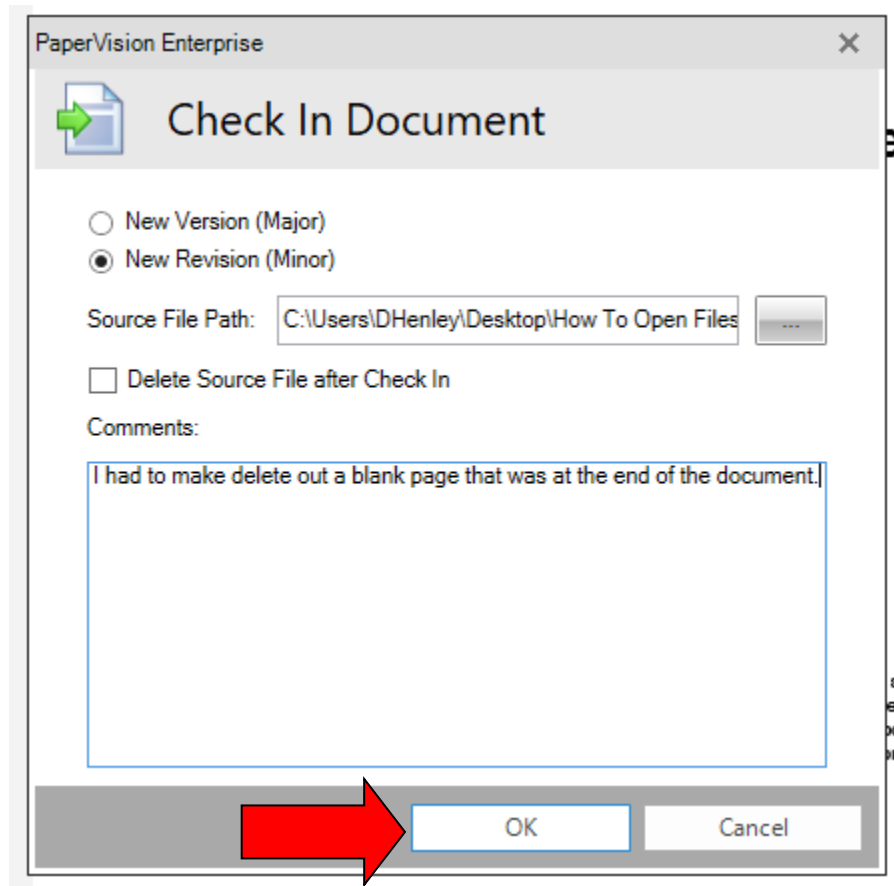 PaperVision Enterprise
Check In Document
New Version (Major)
New Revision (Minor)
Source File Path: C:\Users\DHenley\Desktop\How To Open Files ...
Delete Source File after Check In
Comments:
I had to make delete out a blank page that was at the end of the document.
OK Cancel